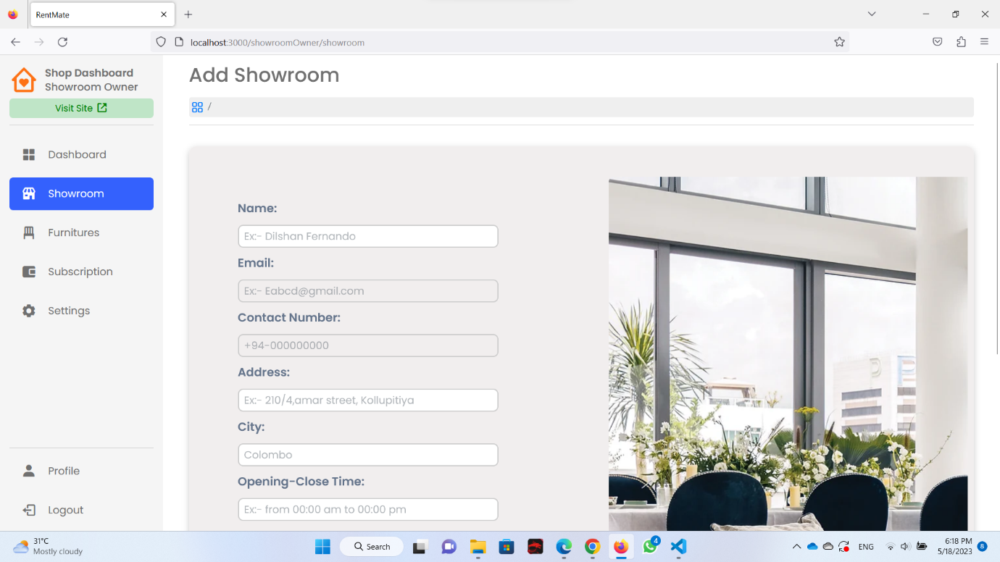 RentMate
localhost:3000/showroomOwner/showroom
Shop Dashboard
Showroom Owner
Visit Site
Dashboard
Showroom
Furnitures
Subscription
Settings
Profile
Logout
Add Showroom
/
Name:
Ex:- Dilshan Fernando
Email:
Ex:- Eabcd@gmail.com
Contact Number:
+94-000000000
Address:
Ex:- 210/4,amar street, Kollupitiya
City:
Colombo
Opening-Close Time:
Ex:- from 00:00 am to 00:00 pm
31°C
Mostly cloudy
Search
4
ENG
6:18 PM
5/18/2023
8